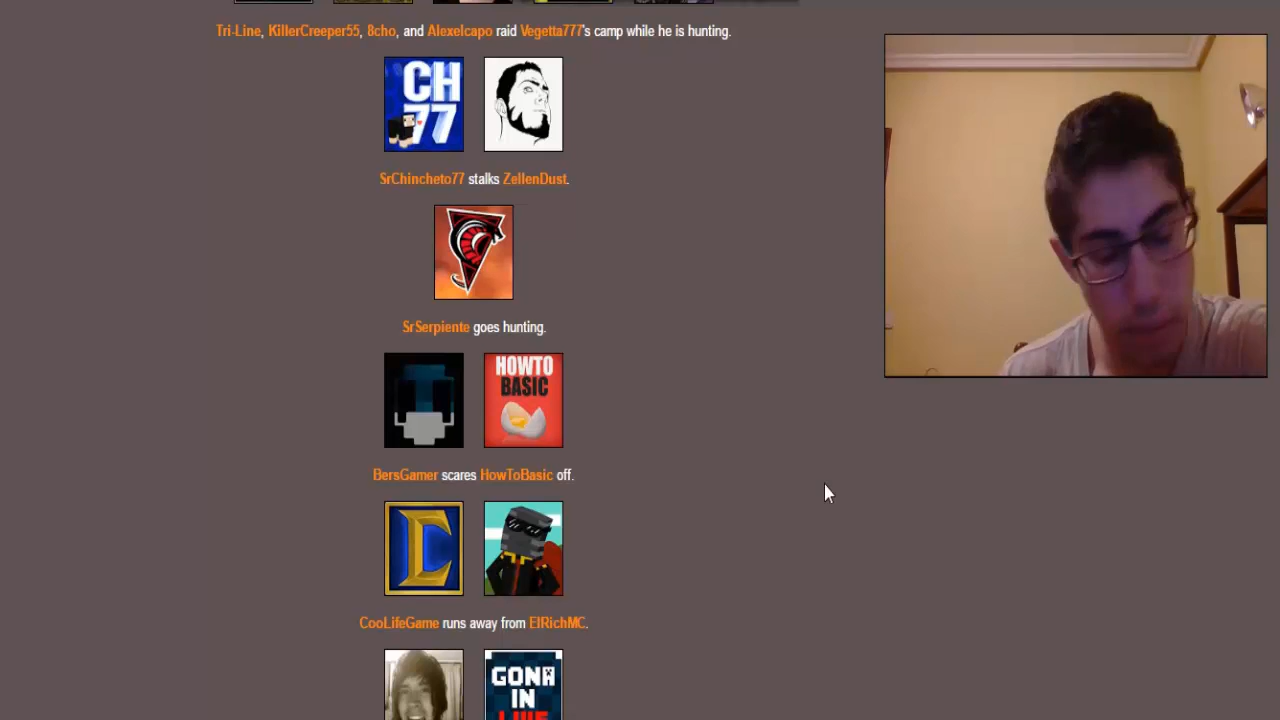 Tri-Line, KillerCreeper55, 8cho, and Alexelcapo raid Vegetta777's camp while he is hunting.
CH
77
SrChincheto77 stalks ZellenDust.
SrSerpiente goes hunting.
HOWTO
BASIC
BersGamer scares HowToBasic off.
CooLifeGame runs away from ElRichMC.
GONA
IN
LIVE